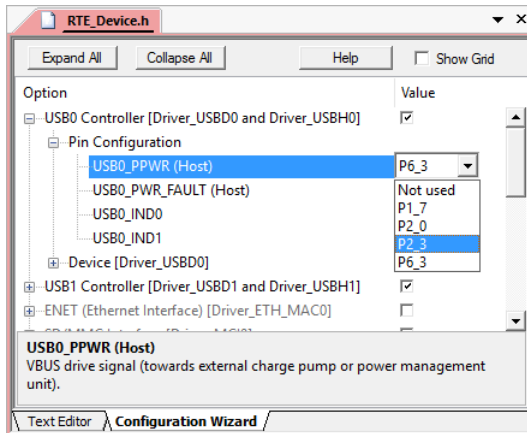 RTE_Device.h
Expand All Collapse All Help Show Grid
Option Value
USB0 Controller [Driver_USBD0 and Driver_USBH0]
Pin Configuration
USB0_PPWR (Host) P6_3
USB0_PWR_FAULT (Host) Not used
P1_7
USB0_IND0 P2_0
USB0_IND1 P2_3
P6_3
Device [Driver_USBD0]
USB1 Controller [Driver_USBD1 and Driver_USBH1]
ENET (Ethernet Interface) [Driver_ETH_MAC0]
USB0_PPWR (Host)
VBUS drive signal (towards external charge pump or power management
unit).
Text Editor Configuration Wizard